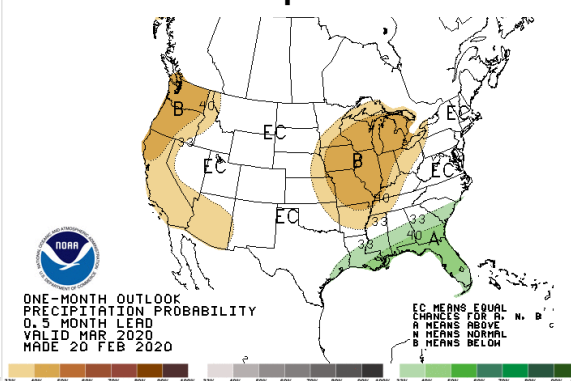 B
40
EC
EC
33
EC
B
EC
EC
40
33
33
33
40
A
NOAA
ONE-MONTH OUTLOOK
PRECIPITATION PROBABILITY
0.5 MONTH LEAD
VALID MAR 2020
MADE 20 FEB 2020
EC MEANS EQUAL
CHANCES FOR A, N, B
A MEANS ABOVE
N MEANS NORMAL
B MEANS BELOW